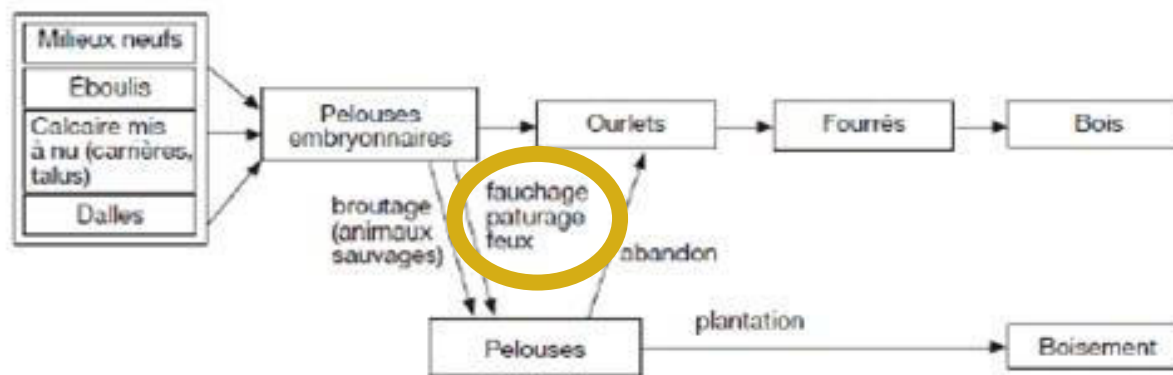 Milieux neufs
Éboulis
Calcaire mis
à nu (carrières,
talus)
Dalles
Pelouses
embryonnaires
Ourlets
Fourrés
Bois
broutage
(animaux
sauvages)
fauchage
paturage
feux
abandon
Pelouses
plantation
Boisement